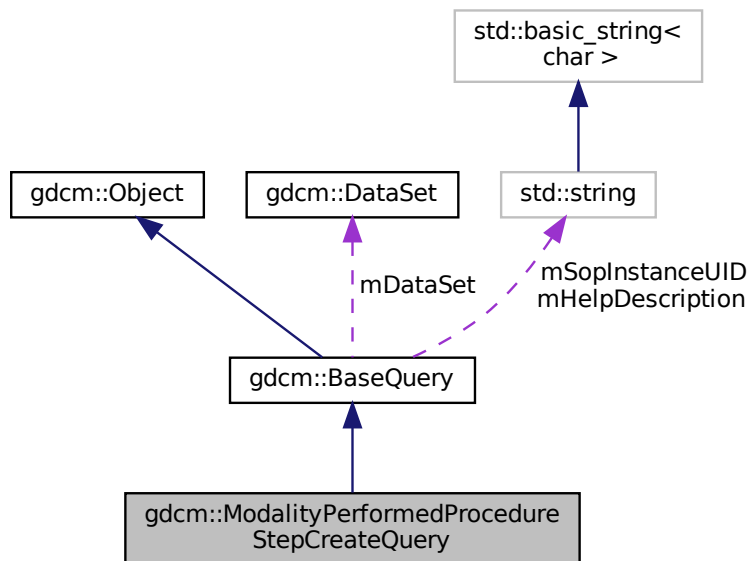 std::basic_string<
char >
gdcm::Object
gdcm::DataSet
std::string
mDataSet
mSopInstanceUID
mHelpDescription
gdcm::BaseQuery
gdcm::ModalityPerformedProcedure
StepCreateQuery